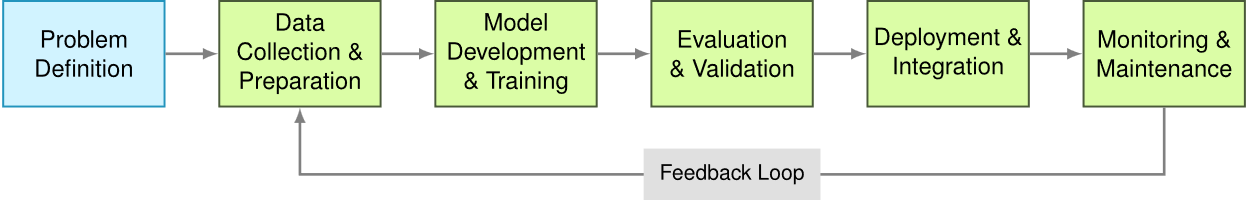 Problem
Definition
Data
Collection &
Preparation
Model
Development
& Training
Evaluation
& Validation
Deployment &
Integration
Monitoring &
Maintenance
Feedback Loop